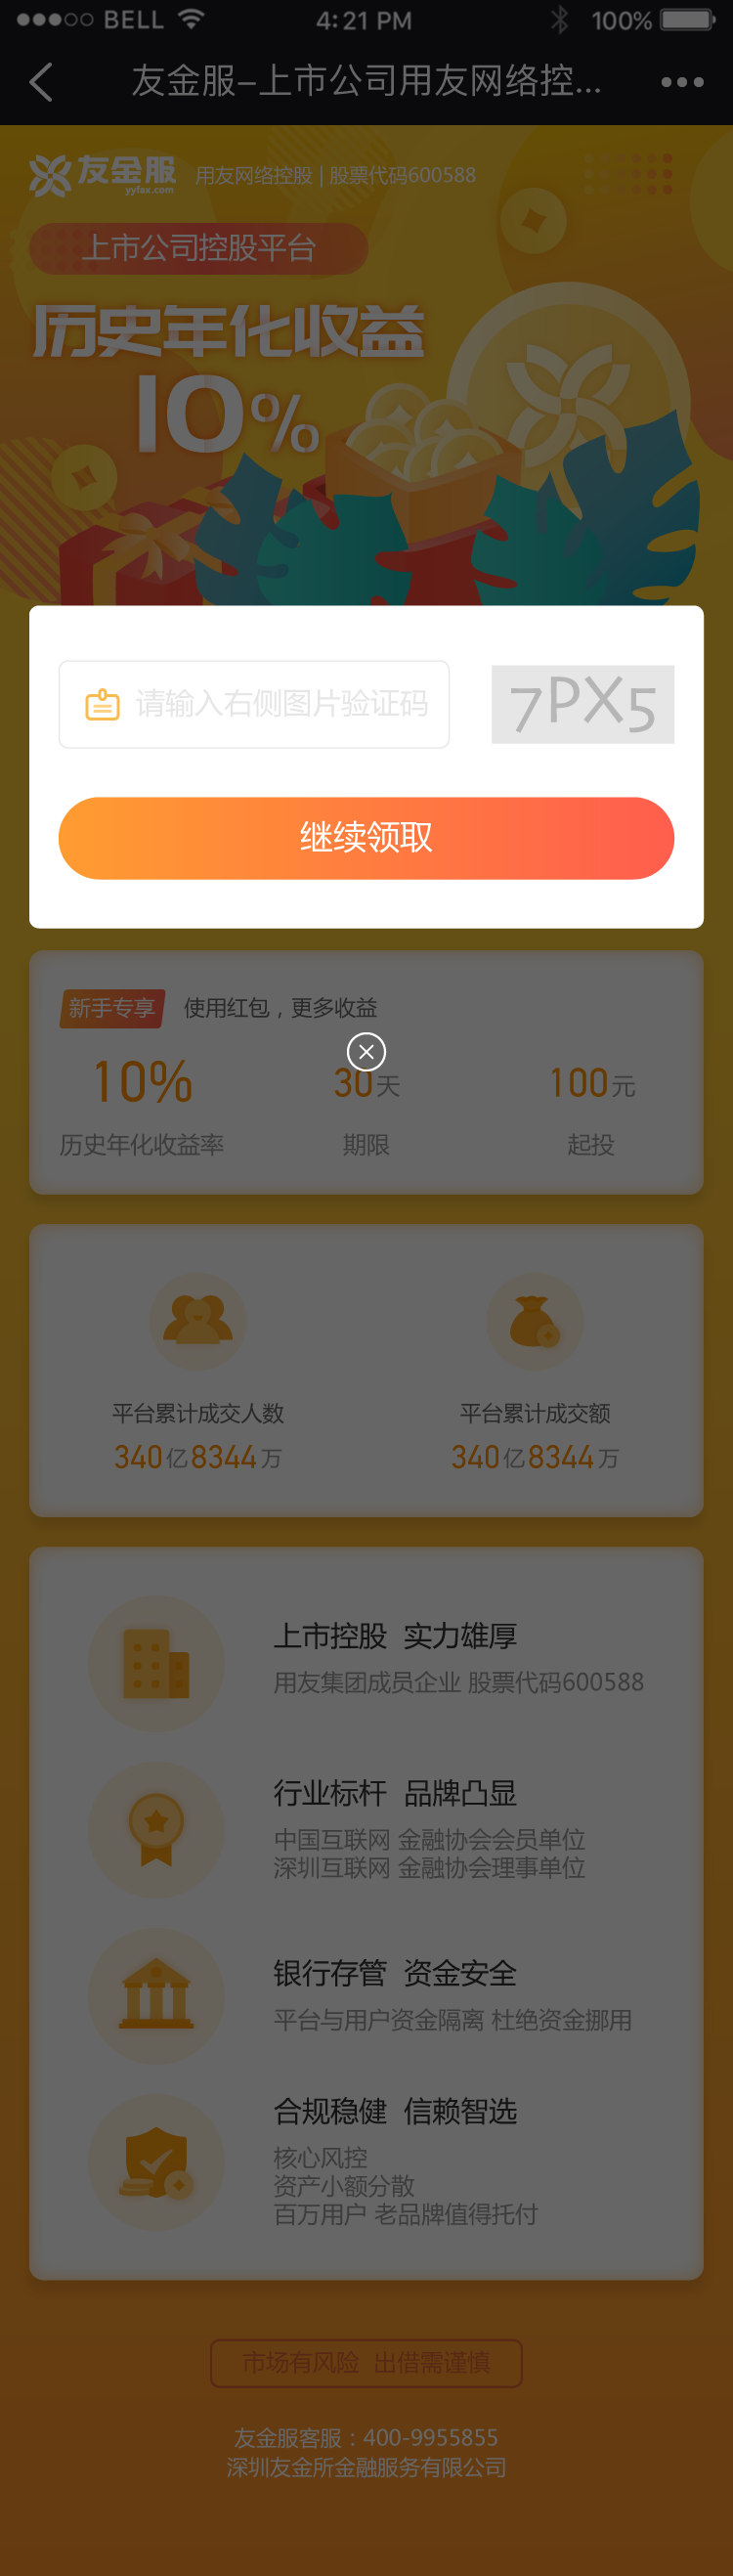 BELL
4:21 PM
100%
友金服-上市公司用友网络控...
友金服
yyfax.com
用友网络控股 | 股票代码600588
上市公司控股平台
历史年化收益
10%
请输入右侧图片验证码
7PX5
继续领取
新手专享
使用红包，更多收益
10%
30天
100元
历史年化收益率
期限
起投
平台累计成交人数
平台累计成交额
340亿8344万
340亿8344万
上市控股 实力雄厚
用友集团成员企业 股票代码600588
行业标杆 品牌凸显
中国互联网 金融协会会员单位
深圳互联网 金融协会理事单位
银行存管 资金安全
平台与用户资金隔离 杜绝资金挪用
合规稳健 信赖智选
核心风控
资产小额分散
百万用户 老品牌值得托付
市场有风险 出借需谨慎
友金服客服：400-9955855
深圳友金所金融服务有限公司